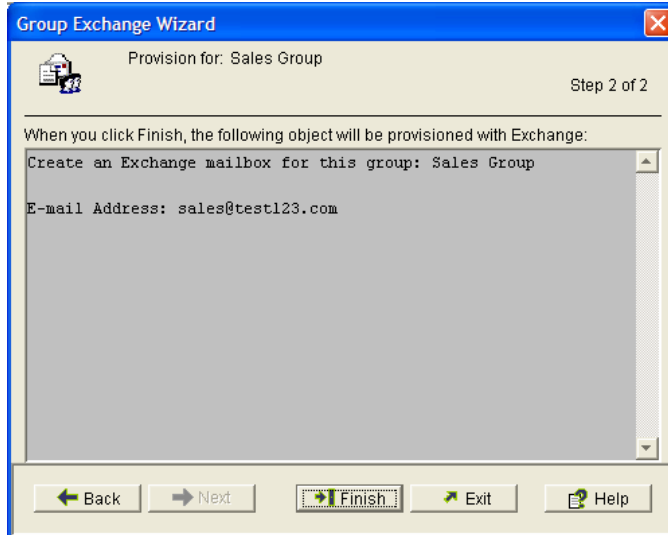 Group Exchange Wizard
Provision for: Sales Group
Step 2 of 2
When you click Finish, the following object will be provisioned with Exchange:
Create an Exchange mailbox for this group: Sales Group
E-mail Address: sales@test123.com
Back
Next
Finish
Exit
Help